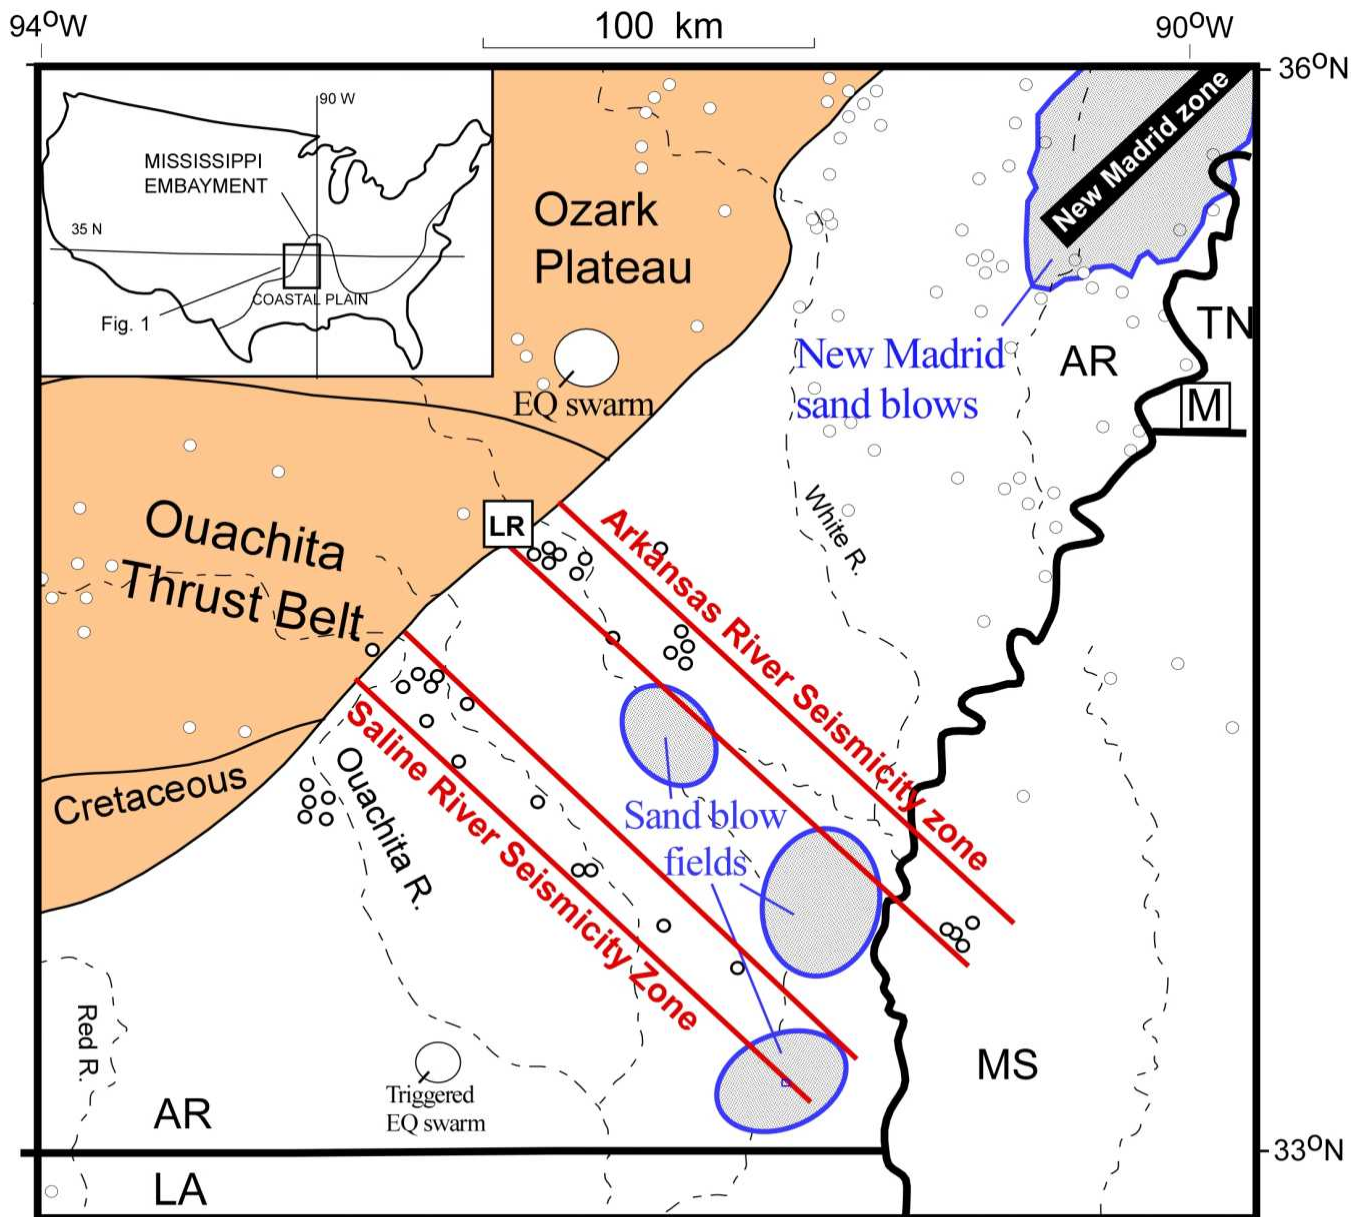 94°W
100 km
90°W
36°N
90 W
MISSISSIPPI
EMBAYMENT
35 N
COASTAL PLAIN
Fig. 1
Ozark
Plateau
New Madrid zone
TN
New Madrid
sand blows
AR
M
EQ swarm
Ouachita
Thrust Belt
LR
White R.
Arkansas River Seismicity zone
Saline River Seismicity Zone
Cretaceous
Ouachita R.
Sand blow
fields
Red R.
MS
Triggered
EQ swarm
AR
33°N
LA